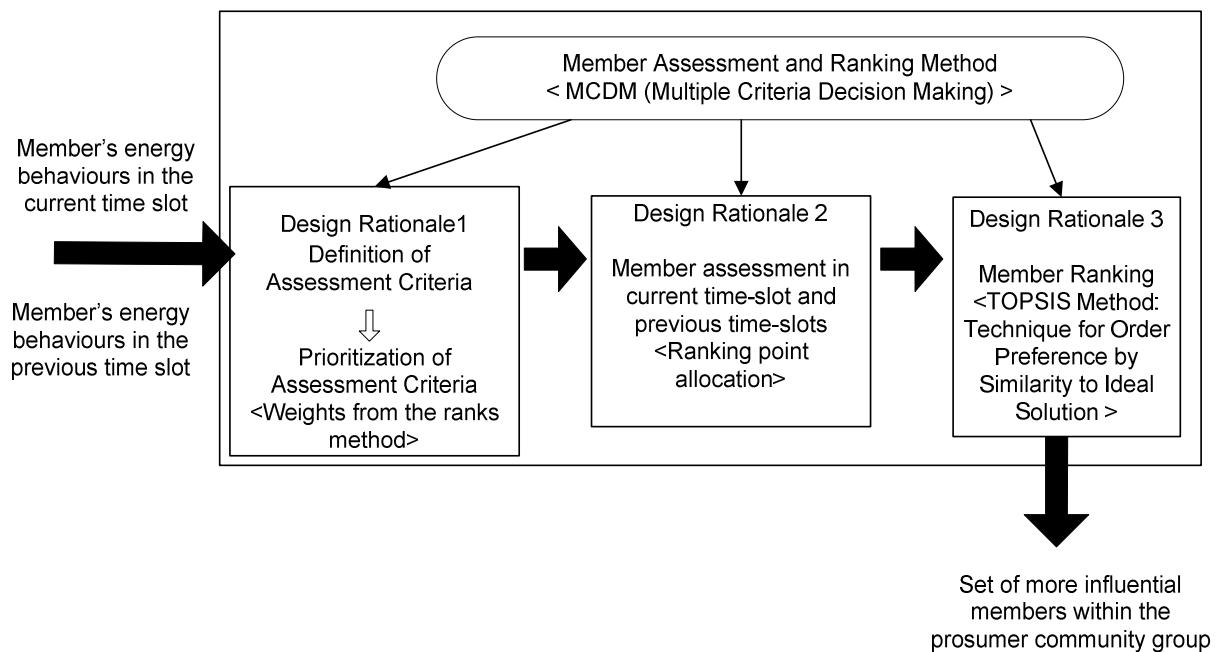 Member Assessment and Ranking Method
< MCDM (Multiple Criteria Decision Making) >
Member’s energy
behaviours in the
current time slot
Member’s energy
behaviours in the
previous time slot
Design Rationale1
Definition of
Assessment Criteria
Prioritization of
Assessment Criteria
<Weights from the ranks
method>
Design Rationale 2
Member assessment in
current time-slot and
previous time-slots
<Ranking point
allocation>
Design Rationale 3
Member Ranking
<TOPSIS Method:
Technique for Order
Preference by
Similarity to Ideal
Solution >
Set of more influential
members within the
prosumer community group